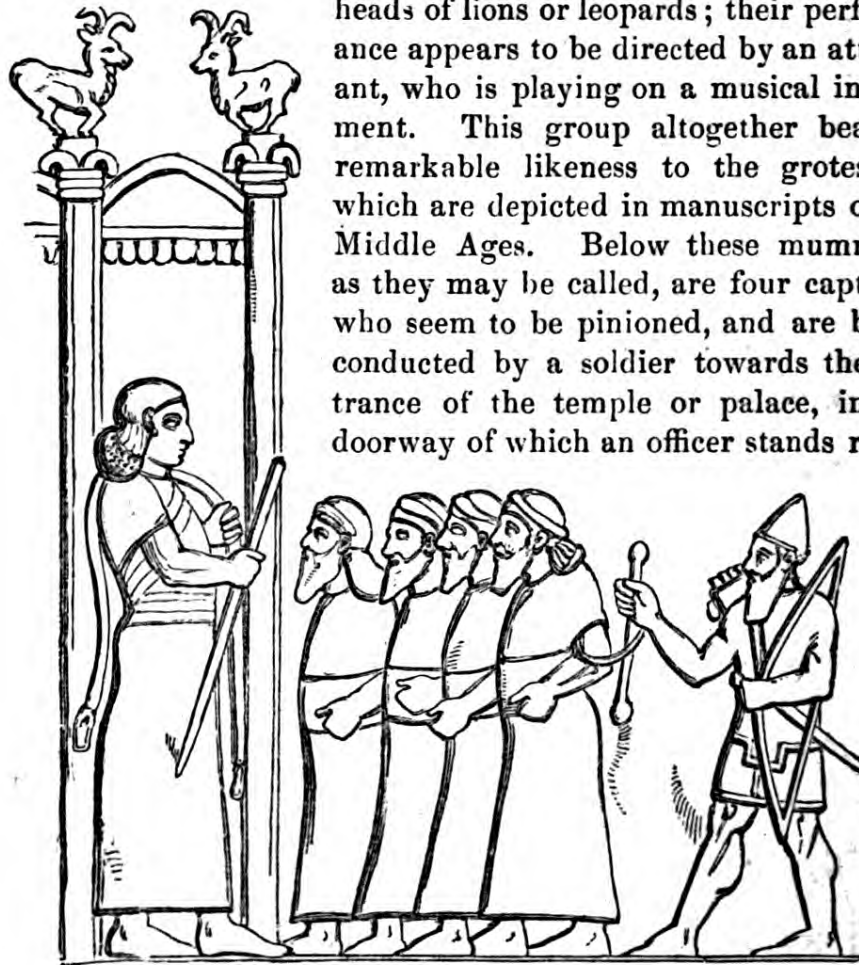 heads of lions or leopards; their perf
ance appears to be directed by an at
ant, who is playing on a musical in
ment. This group altogether bea
remarkable likeness to the grotes
which are depicted in manuscripts o
Middle Ages. Below these mumm
as they may be called, are four capt
who seem to be pinioned, and are b
conducted by a soldier towards the
trance of the temple or palace, in
doorway of which an officer stands r